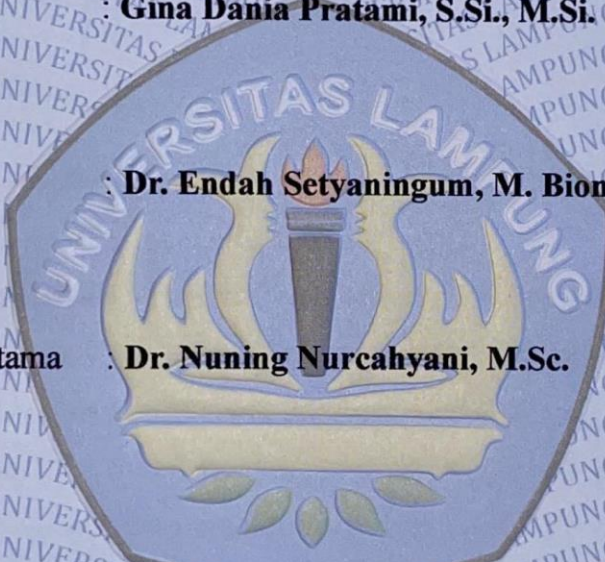 : Gina Dania Pratami, S.Si., M.Si.
UNIVERSITAS LAMPUNG
: Dr. Endah Setyaningum, M. Biom
tama : Dr. Nuning Nurcahyani, M.Sc.